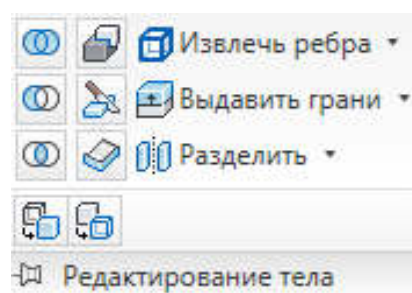 Извлечь ребра
Выдавить грани
Разделить
Редактирование тела